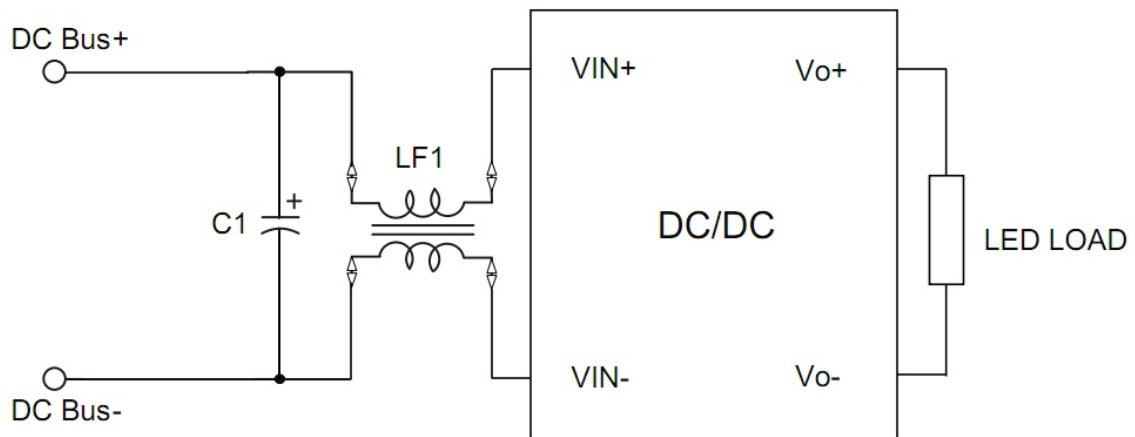 DC Bus+
VIN+
Vo+
LF1
+
C1
DC/DC
LED LOAD
VIN-
Vo-
DC Bus-